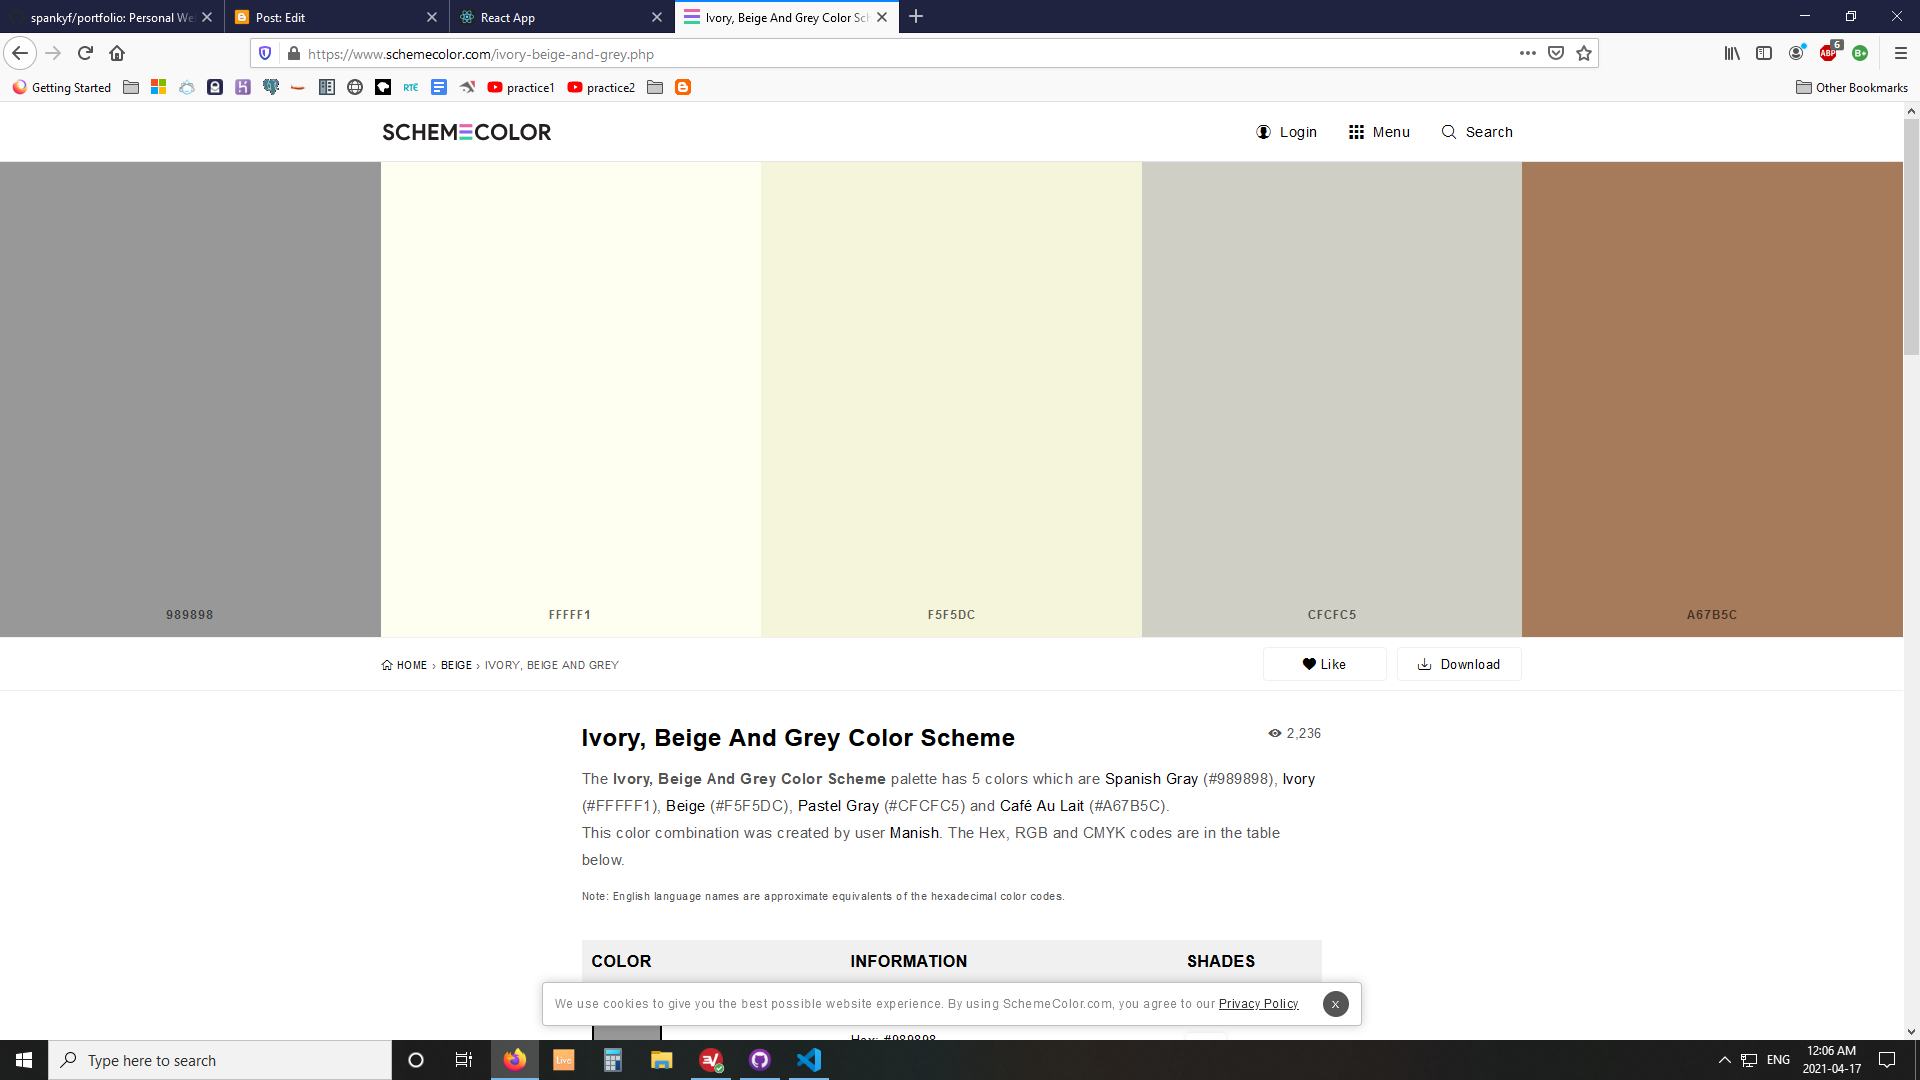 spankyf/portfolio: Personal We
Post: Edit
React App
Ivory, Beige And Grey Color Sch
https://www.schemecolor.com/ivory-beige-and-grey.php
ABP 6
B+
Getting Started
RTE
practice1
practice2
Other Bookmarks
SCHEMECOLOR
Login
Menu
Search
989898
FFFFF1
F5F5DC
CFCFC5
A67B5C
HOME › BEIGE › IVORY, BEIGE AND GREY
Like
Download
Ivory, Beige And Grey Color Scheme
2,236
The Ivory, Beige And Grey Color Scheme palette has 5 colors which are Spanish Gray (#989898), Ivory
(#FFFFF1), Beige (#F5F5DC), Pastel Gray (#CFCFC5) and Café Au Lait (#A67B5C).
This color combination was created by user Manish. The Hex, RGB and CMYK codes are in the table
below.
Note: English language names are approximate equivalents of the hexadecimal color codes.
COLOR
INFORMATION
SHADES
We use cookies to give you the best possible website experience. By using SchemeColor.com, you agree to our Privacy Policy
x
Hex: #989898
Type here to search
Live
ENG
12:06 AM
2021-04-17